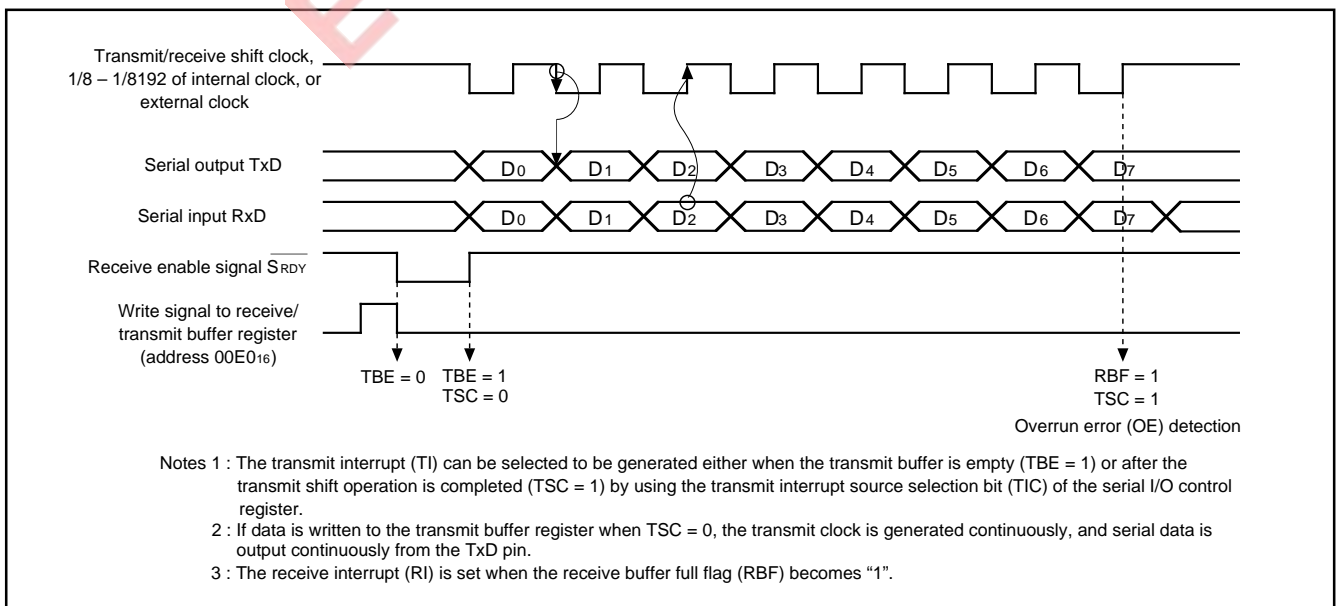 Transmit/receive shift clock,
1/8 – 1/8192 of internal clock, or
external clock
Serial output TxD
D0 D1 D2 D3 D4 D5 D6 D7
Serial input RxD
D0 D1 D2 D3 D4 D5 D6 D7
Receive enable signal SRDY
Write signal to receive/
transmit buffer register
(address 00E016)
TBE = 0
TBE = 1
TSC = 0
RBF = 1
TSC = 1
Overrun error (OE) detection
Notes 1 : The transmit interrupt (TI) can be selected to be generated either when the transmit buffer is empty (TBE = 1) or after the
transmit shift operation is completed (TSC = 1) by using the transmit interrupt source selection bit (TIC) of the serial I/O control
register.
2 : If data is written to the transmit buffer register when TSC = 0, the transmit clock is generated continuously, and serial data is
output continuously from the TxD pin.
3 : The receive interrupt (RI) is set when the receive buffer full flag (RBF) becomes “1”.